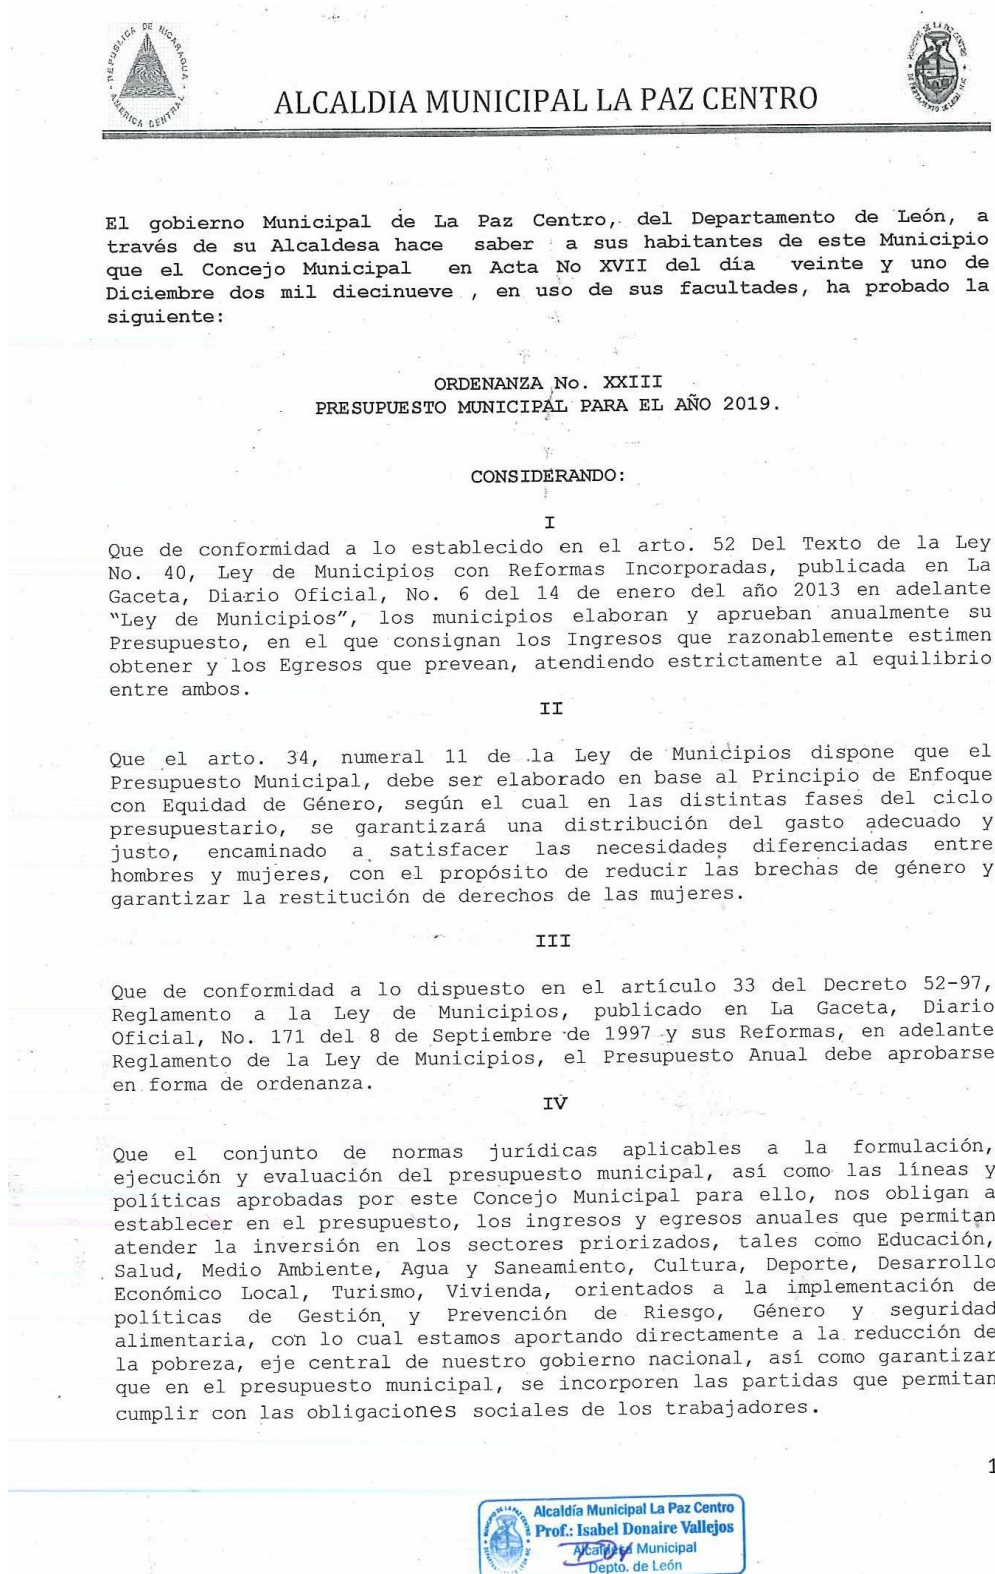 REPUBLICA DE NICARAGUA
AMERICA CENTRAL
ALCALDIA MUNICIPAL LA PAZ CENTRO
El gobierno Municipal de La Paz Centro, del Departamento de León, a
través de su Alcaldesa hace saber a sus habitantes de este Municipio
que el Concejo Municipal en Acta No XVII del día veinte y uno de
Diciembre dos mil diecinueve , en uso de sus facultades, ha probado la
siguiente:
ORDENANZA No. XXIII
PRESUPUESTO MUNICIPAL PARA EL AÑO 2019.
CONSIDERANDO:
I
Que de conformidad a lo establecido en el arto. 52 Del Texto de la Ley
No. 40, Ley de Municipios con Reformas Incorporadas, publicada en La
Gaceta, Diario Oficial, No. 6 del 14 de enero del año 2013 en adelante
"Ley de Municipios", los municipios elaboran y aprueban anualmente su
Presupuesto, en el que consignan los Ingresos que razonablemente estimen
obtener y los Egresos que prevean, atendiendo estrictamente al equilibrio
entre ambos.
II
Que el arto. 34, numeral 11 de la Ley de Municipios dispone que el
Presupuesto Municipal, debe ser elaborado en base al Principio de Enfoque
con Equidad de Género, según el cual en las distintas fases del ciclo
presupuestario, se garantizará una distribución del gasto adecuado y
justo, encaminado a satisfacer las necesidades diferenciadas entre
hombres y mujeres, con el propósito de reducir las brechas de género y
garantizar la restitución de derechos de las mujeres.
III
Que de conformidad a lo dispuesto en el artículo 33 del Decreto 52-97,
Reglamento a la Ley de Municipios, publicado en La Gaceta, Diario
Oficial, No. 171 del 8 de Septiembre de 1997 y sus Reformas, en adelante
Reglamento de la Ley de Municipios, el Presupuesto Anual debe aprobarse
en forma de ordenanza.
IV
Que el conjunto de normas jurídicas aplicables a la formulación,
ejecución y evaluación del presupuesto municipal, así como las líneas y
políticas aprobadas por este Concejo Municipal para ello, nos obligan a
establecer en el presupuesto, los ingresos y egresos anuales que permitan
atender la inversión en los sectores priorizados, tales como Educación,
Salud, Medio Ambiente, Agua y Saneamiento, Cultura, Deporte, Desarrollo
Económico Local, Turismo, Vivienda, orientados a la implementación de
políticas de Gestión y Prevención de Riesgo, Género y seguridad
alimentaria, con lo cual estamos aportando directamente a la reducción de
la pobreza, eje central de nuestro gobierno nacional, así como garantizar
que en el presupuesto municipal, se incorporen las partidas que permitan
cumplir con las obligaciones sociales de los trabajadores.
1
Alcaldía Municipal La Paz Centro
Prof.: Isabel Donaire Vallejos
Alcaldesa Municipal
Depto. de León